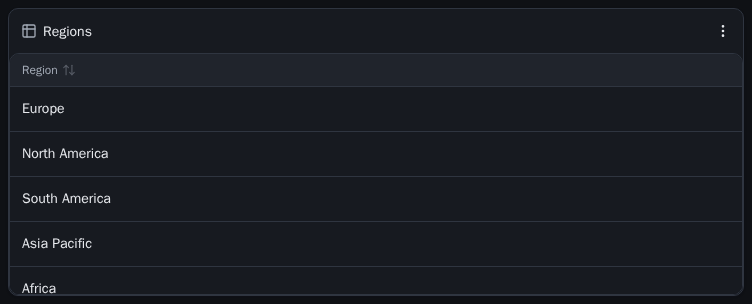 Regions
Region
Europe
North America
South America
Asia Pacific
Africa